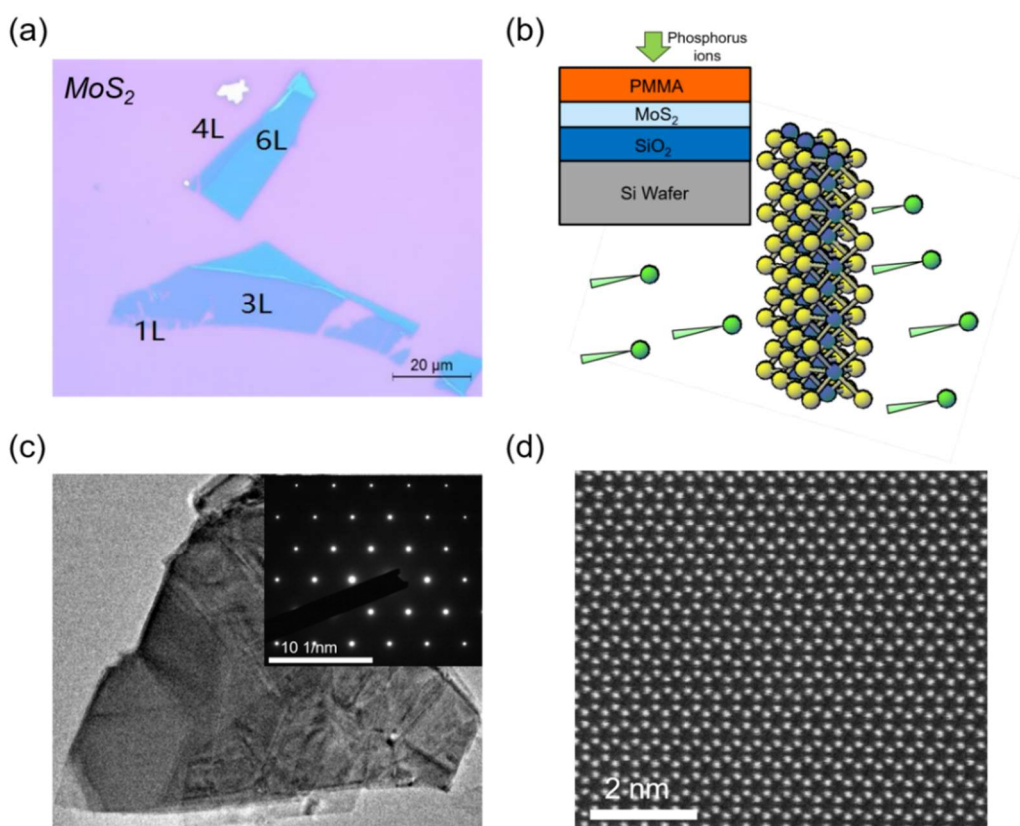 (a)
MoS2
4L
6L
3L
1L
20 µm
(b)
Phosphorus
ions
PMMA
MoS2
SiO2
Si Wafer
(c)
10 1/nm
(d)
2 nm